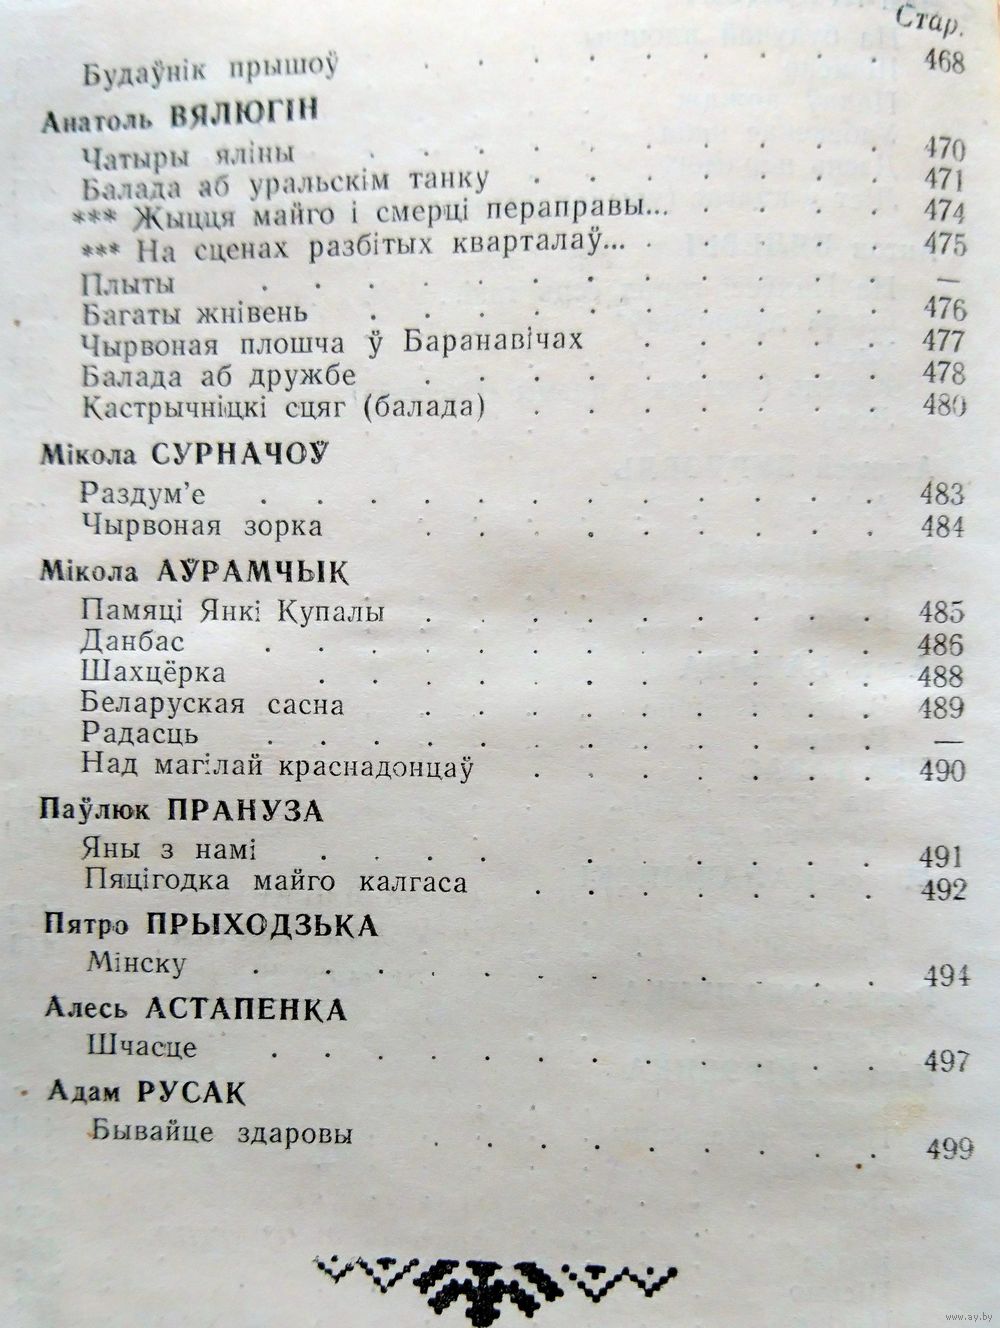 Стар.
Будаўнік прышоў . . . . . . . . . 468
Анатоль ВЯЛЮГІН
Чатыры яліны . . . . . . . . . . 470
Балада аб уральскім танку . . . . . . . 471
*** Жыцця майго і смерці пераправы... . . . . 474
*** На сценах разбітых кварталаў... . . . . . 475
Плыты . . . . . . . . . . . . —
Багаты жнівень . . . . . . . . . . 476
Чырвоная плошча ў Баранавічах . . . . . 477
Балада аб дружбе . . . . . . . . . 478
Кастрычніцкі сцяг (балада) . . . . . . . 480
Мікола СУРНАЧОЎ
Раздум’е . . . . . . . . . . . . 483
Чырвоная зорка . . . . . . . . . 484
Мікола АЎРАМЧЫК
Памяці Янкі Купалы . . . . . . . . . 485
Данбас . . . . . . . . . . . . 486
Шахцёрка . . . . . . . . . . . 488
Беларуская сасна . . . . . . . . . 489
Радасць . . . . . . . . . . . . —
Над магілай краснадонцаў . . . . . . . 490
Паўлюк ПРАНУЗА
Яны з намі . . . . . . . . . . 491
Пяцігодка майго калгаса . . . . . . . 492
Пятро ПРЫХОДЗЬКА
Мінску . . . . . . . . . . . . 494
Алесь АСТАПЕНКА
Шчасце . . . . . . . . . . . . 497
Адам РУСАК
Бывайце здаровы . . . . . . . . . 499
www.ay.by